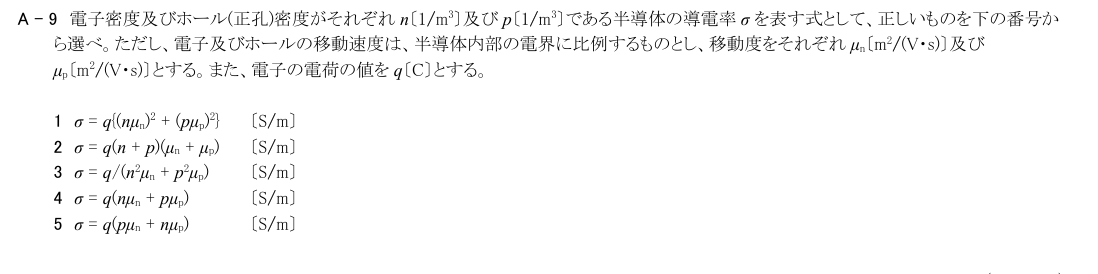 A－9 電子密度及びホール(正孔)密度がそれぞれ n〔1/m³〕及び p〔1/m³〕である半導体の導電率 σ を表す式として、正しいものを下の番号か
ら選べ。ただし、電子及びホールの移動速度は、半導体内部の電界に比例するものとし、移動度をそれぞれ μn〔m²/(V・s)〕及び
μp〔m²/(V・s)〕とする。また、電子の電荷の値を q〔C〕とする。
1 σ = q{(nμn)² + (pμp)²} 〔S/m〕
2 σ = q(n + p)(μn + μp) 〔S/m〕
3 σ = q/(n²μn + p²μp) 〔S/m〕
4 σ = q(nμn + pμp) 〔S/m〕
5 σ = q(pμn + nμp) 〔S/m〕